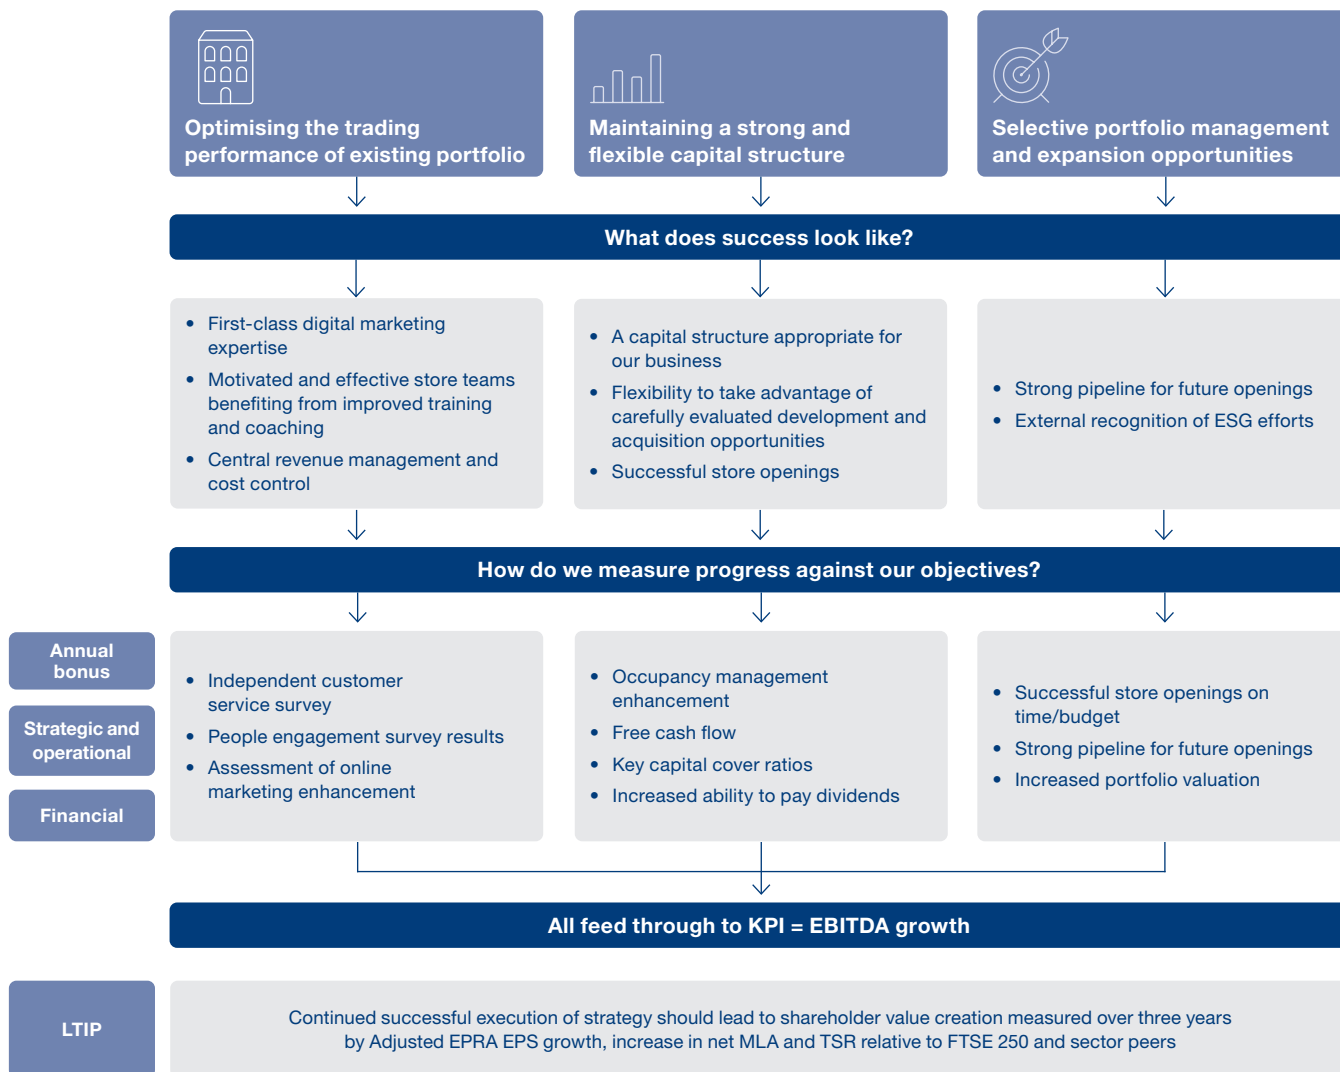 Optimising the trading
performance of existing portfolio
Maintaining a strong and
flexible capital structure
Selective portfolio management
and expansion opportunities
What does success look like?
• First-class digital marketing
expertise
• Motivated and effective store teams
benefiting from improved training
and coaching
• Central revenue management and
cost control
• A capital structure appropriate for
our business
• Flexibility to take advantage of
carefully evaluated development and
acquisition opportunities
• Successful store openings
• Strong pipeline for future openings
• External recognition of ESG efforts
How do we measure progress against our objectives?
Annual
bonus
Strategic and
operational
Financial
• Independent customer
service survey
• People engagement survey results
• Assessment of online
marketing enhancement
• Occupancy management
enhancement
• Free cash flow
• Key capital cover ratios
• Increased ability to pay dividends
• Successful store openings on
time/budget
• Strong pipeline for future openings
• Increased portfolio valuation
All feed through to KPI = EBITDA growth
LTIP
Continued successful execution of strategy should lead to shareholder value creation measured over three years
by Adjusted EPRA EPS growth, increase in net MLA and TSR relative to FTSE 250 and sector peers